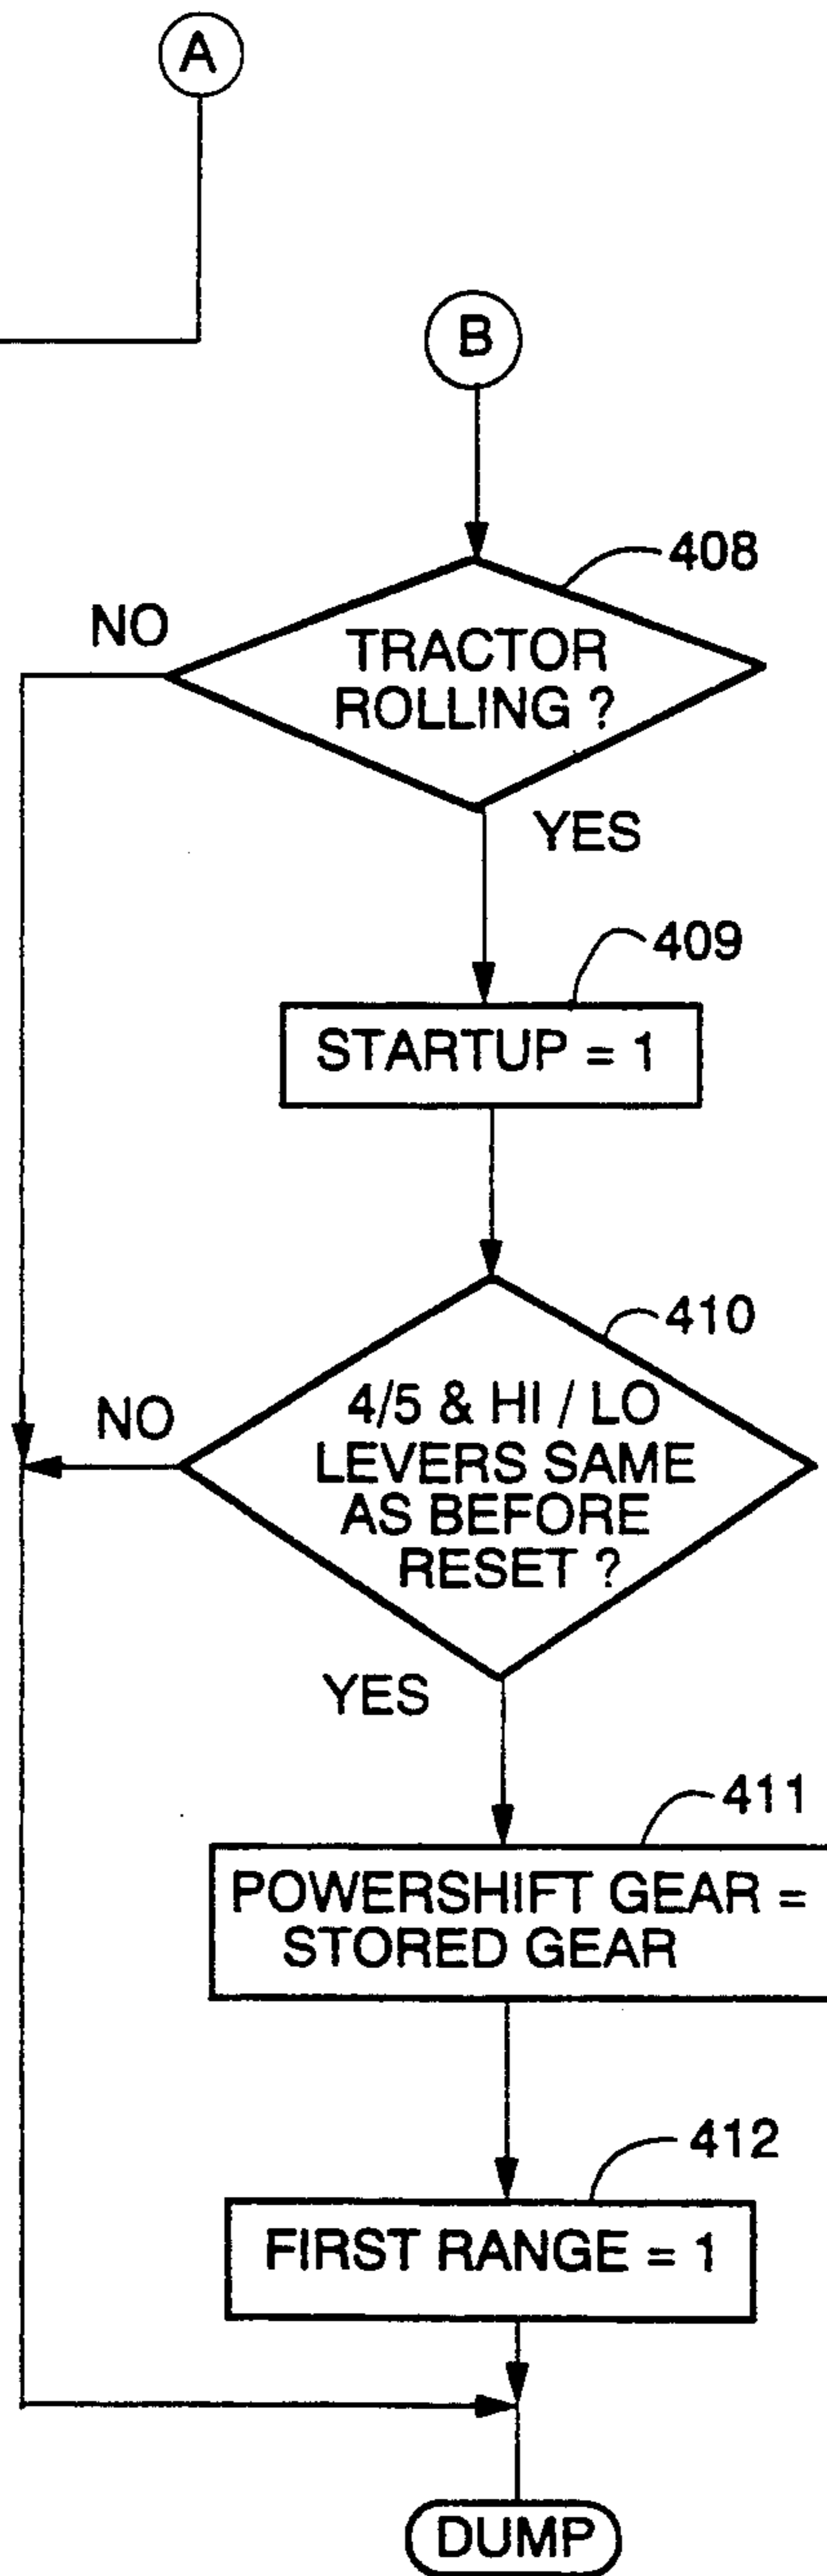 A
B
408
NO
TRACTOR
ROLLING ?
YES
409
STARTUP = 1
410
NO
4/5 & HI / LO
LEVERS SAME
AS BEFORE
RESET ?
YES
411
POWERSHIFT GEAR =
STORED GEAR
412
FIRST RANGE = 1
DUMP